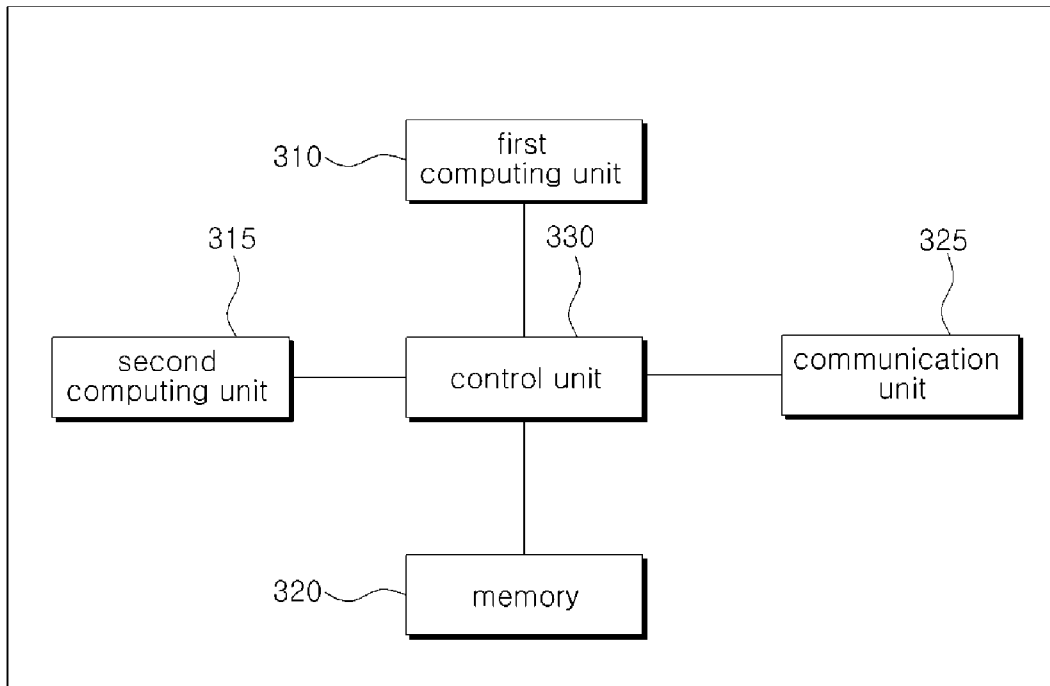 310
first
computing unit
315
330
325
second
computing unit
control unit
communication
unit
320
memory